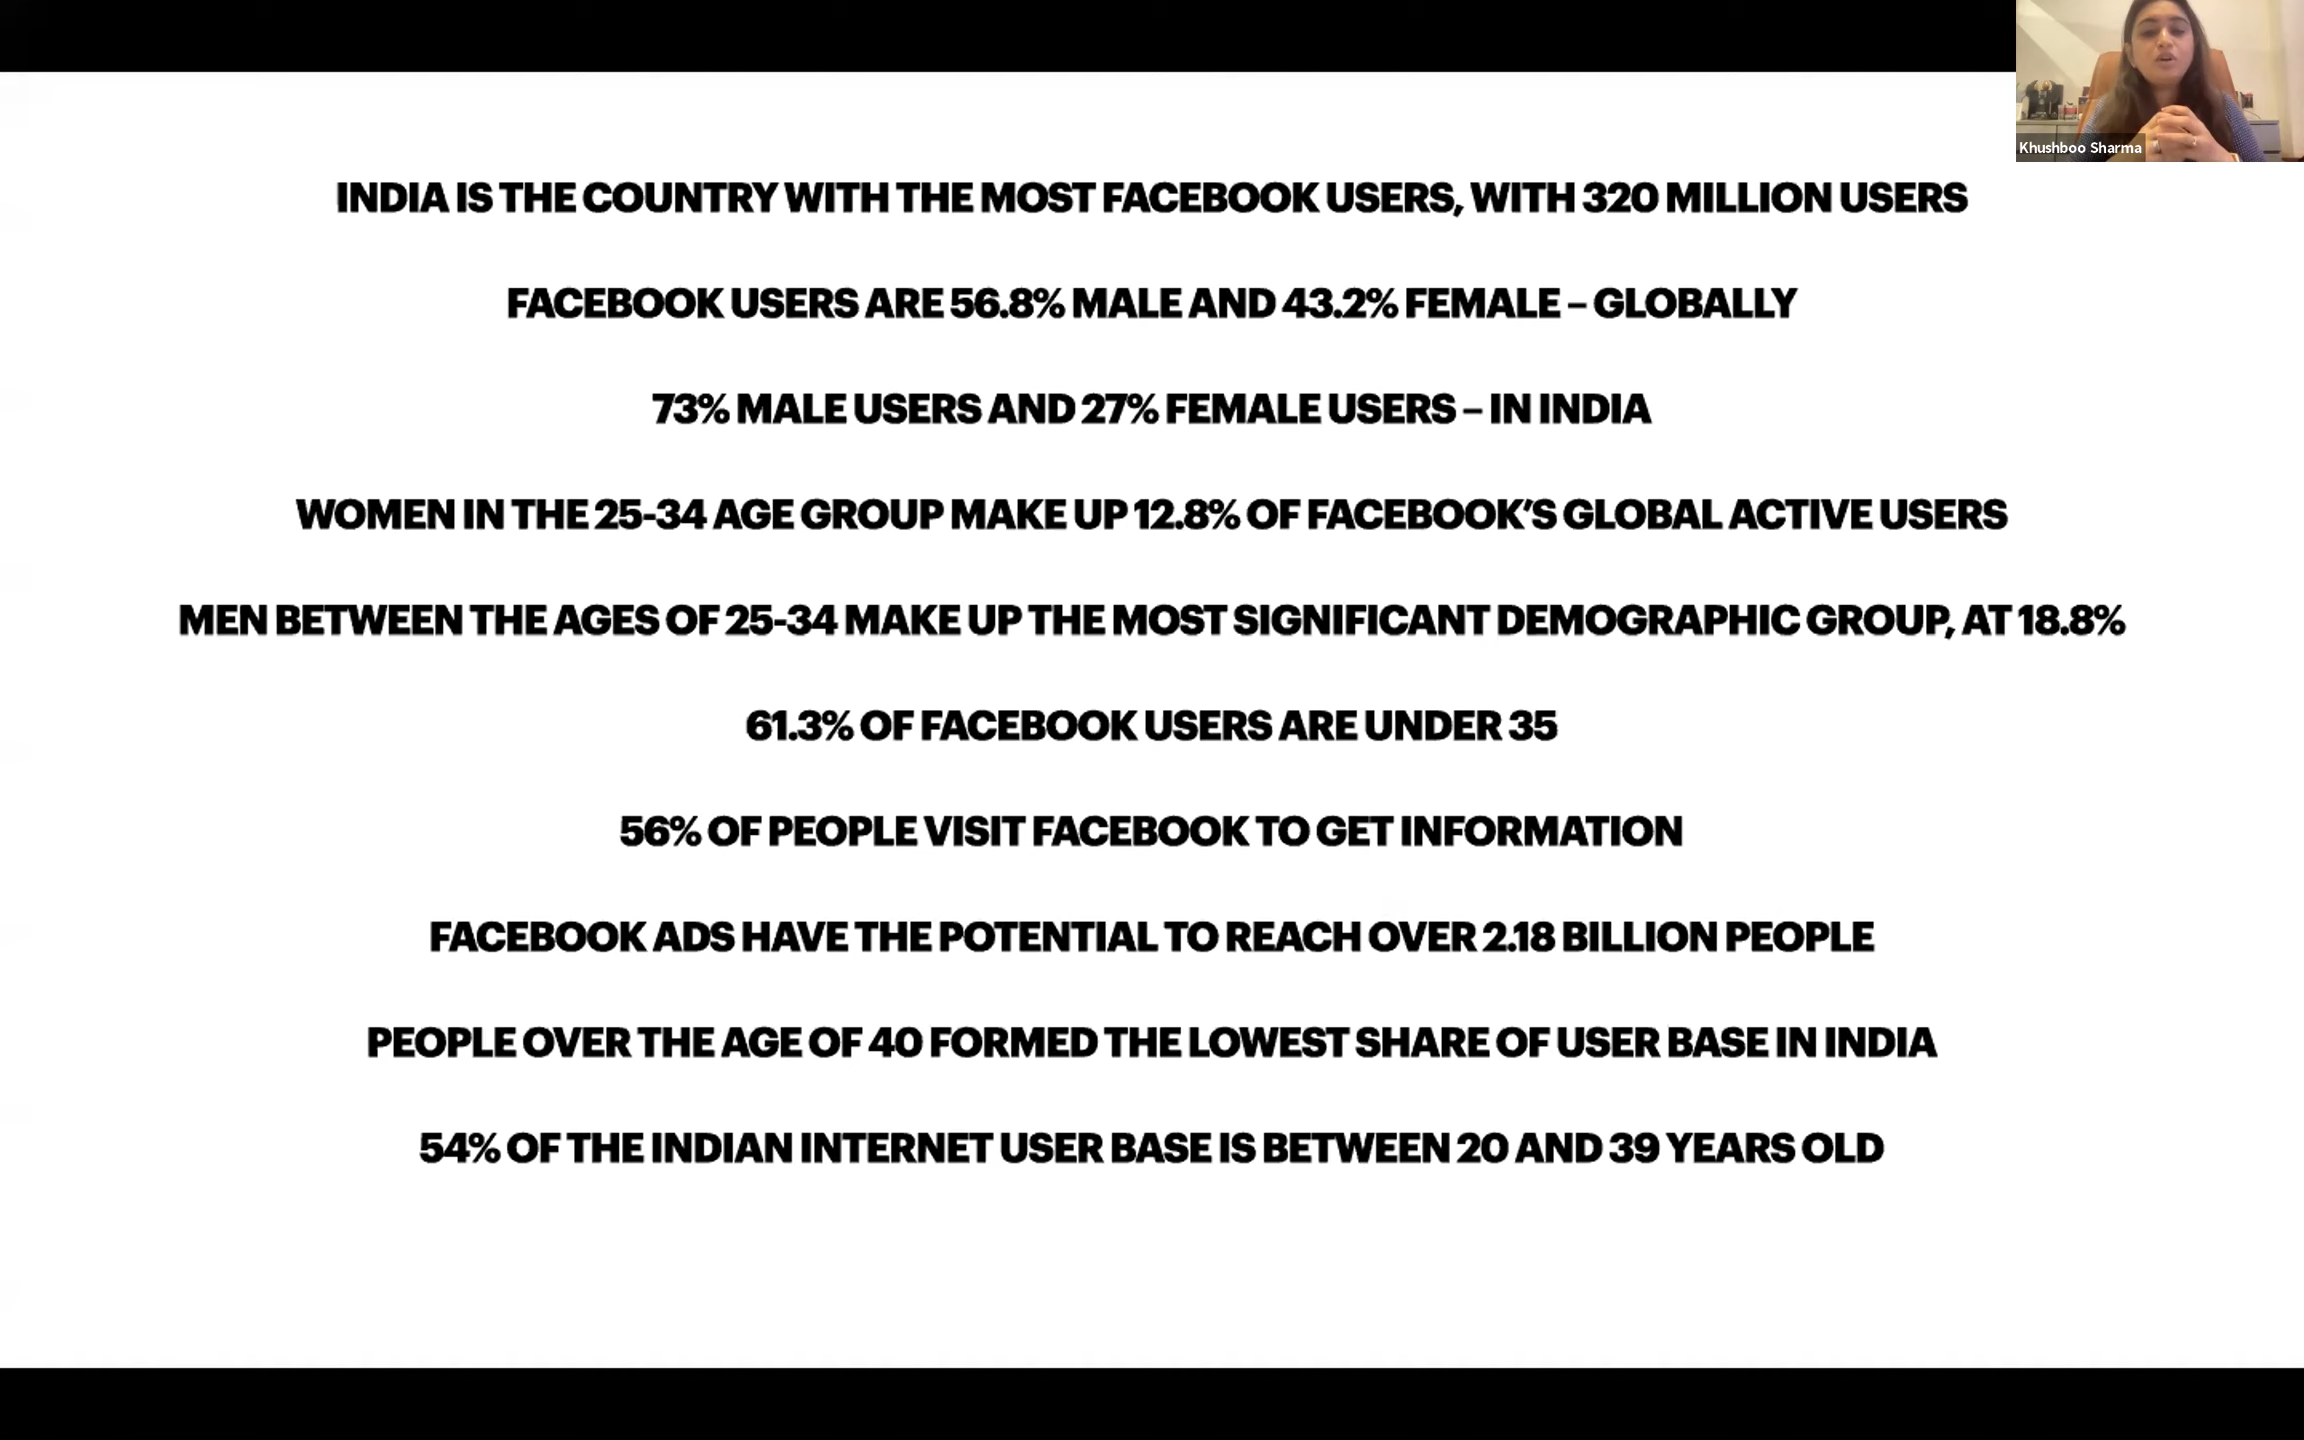 Khushboo Sharma
INDIA IS THE COUNTRY WITH THE MOST FACEBOOK USERS, WITH 320 MILLION USERS
FACEBOOK USERS ARE 56.8% MALE AND 43.2% FEMALE – GLOBALLY
73% MALE USERS AND 27% FEMALE USERS – IN INDIA
WOMEN IN THE 25-34 AGE GROUP MAKE UP 12.8% OF FACEBOOK’S GLOBAL ACTIVE USERS
MEN BETWEEN THE AGES OF 25-34 MAKE UP THE MOST SIGNIFICANT DEMOGRAPHIC GROUP, AT 18.8%
61.3% OF FACEBOOK USERS ARE UNDER 35
56% OF PEOPLE VISIT FACEBOOK TO GET INFORMATION
FACEBOOK ADS HAVE THE POTENTIAL TO REACH OVER 2.18 BILLION PEOPLE
PEOPLE OVER THE AGE OF 40 FORMED THE LOWEST SHARE OF USER BASE IN INDIA
54% OF THE INDIAN INTERNET USER BASE IS BETWEEN 20 AND 39 YEARS OLD